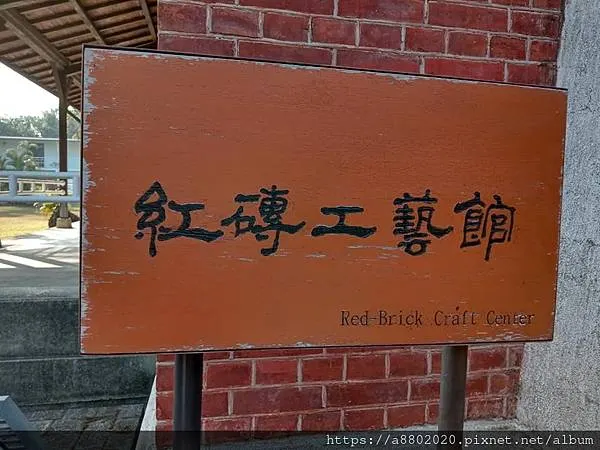 紅磚工藝館
Red-Brick Craft Center
https://a8802020.pixnet.net/album